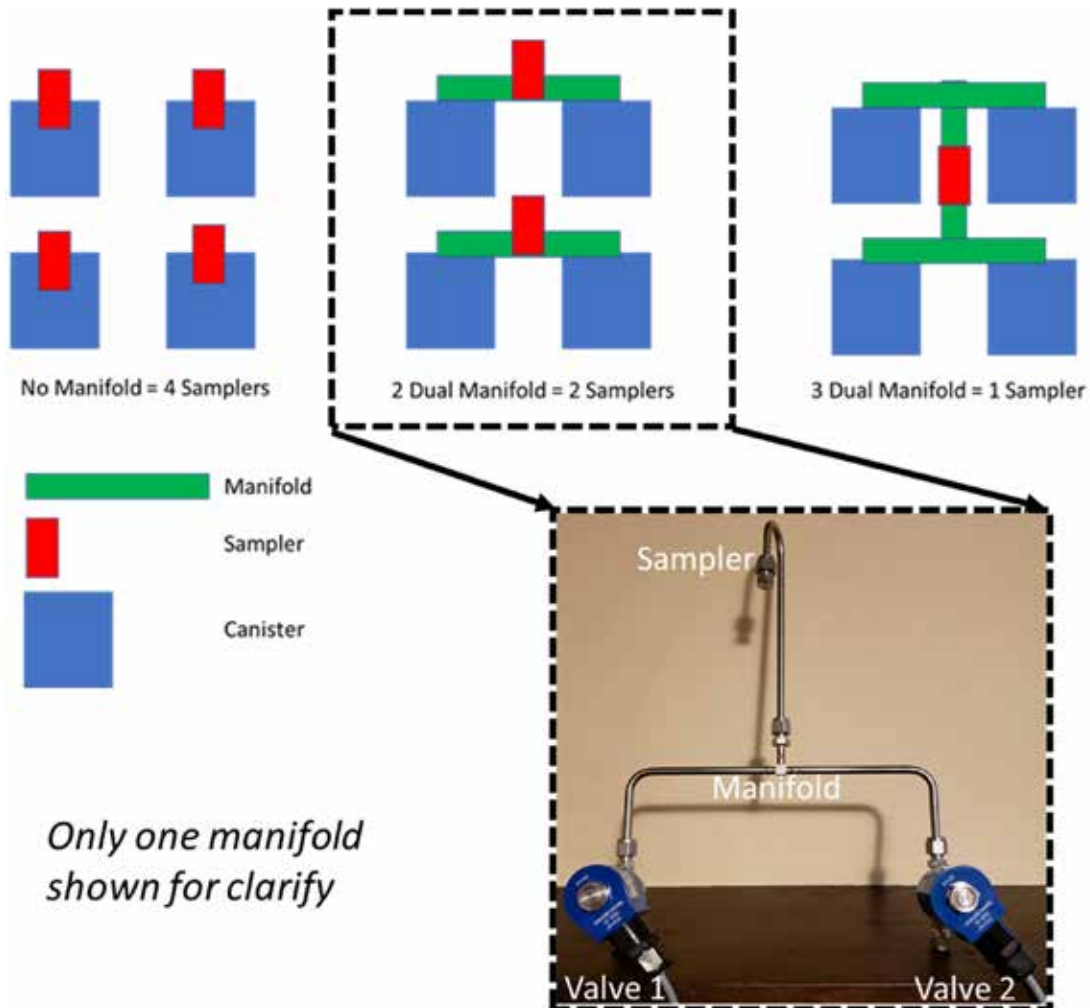 No Manifold = 4 Samplers
2 Dual Manifold = 2 Samplers
3 Dual Manifold = 1 Sampler
Manifold
Sampler
Canister
Only one manifold
shown for clarify
Sampler
Manifold
Valve 1
Valve 2